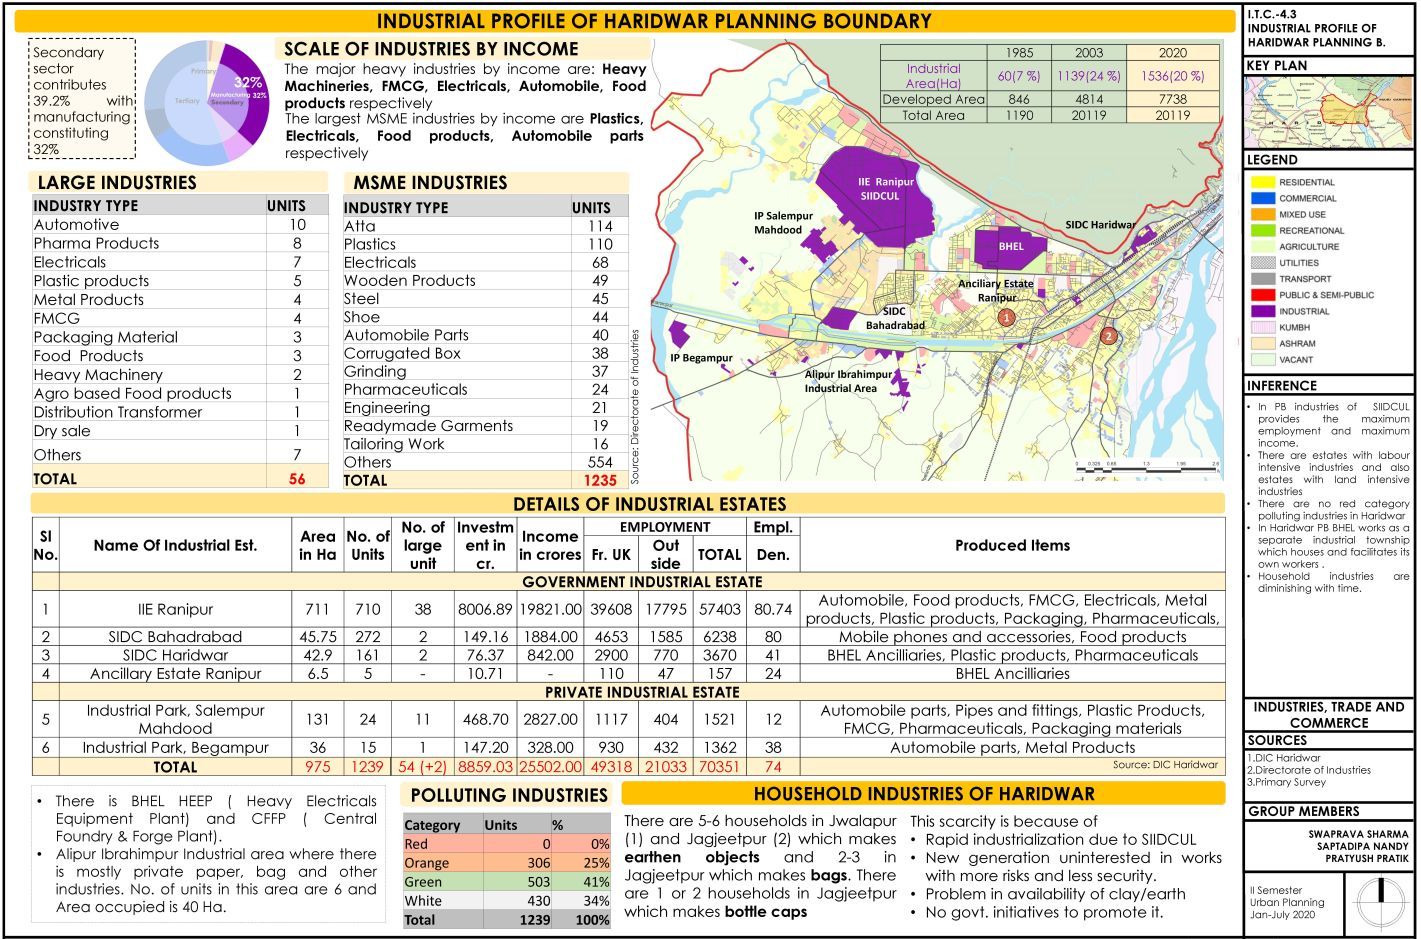 INDUSTRIAL PROFILE OF HARIDWAR PLANNING BOUNDARY
Secondary
sector
contributes
39.2% with
manufacturing
constituting
32%
Primary
32%
Manufacturing 32%
Tertiary
Secondary
SCALE OF INDUSTRIES BY INCOME
The major heavy industries by income are: Heavy
Machineries, FMCG, Electricals, Automobile, Food
products respectively
The largest MSME industries by income are Plastics,
Electricals, Food products, Automobile parts
respectively
LARGE INDUSTRIES
INDUSTRY TYPE UNITS
Automotive 10
Pharma Products 8
Electricals 7
Plastic products 5
Metal Products 4
FMCG 4
Packaging Material 3
Food Products 3
Heavy Machinery 2
Agro based Food products 1
Distribution Transformer 1
Dry sale 1
Others 7
TOTAL 56
MSME INDUSTRIES
INDUSTRY TYPE UNITS
Atta 114
Plastics 110
Electricals 68
Wooden Products 49
Steel 45
Shoe 44
Automobile Parts 40
Corrugated Box 38
Grinding 37
Pharmaceuticals 24
Engineering 21
Readymade Garments 19
Tailoring Work 16
Others 554
TOTAL 1235
Source: Directorate of Industries
1985 2003 2020
Industrial
Area(Ha) 60(7 %) 1139(24 %) 1536(20 %)
Developed Area 846 4814 7738
Total Area 1190 20119 20119
IIE Ranipur
SIIDCUL
IP Salempur
Mahdood
SIDC Haridwar
BHEL
Ancillary Estate
Ranipur
1
SIDC
Bahadrabad
2
IP Begampur
Alipur Ibrahimpur
Industrial Area
0 0.325 0.65 1.3 1.95 2.6
DETAILS OF INDUSTRIAL ESTATES
Sl
No. Name Of Industrial Est. Area
in Ha No. of
Units No. of
large
unit Investm
ent in
cr. Income
in crores EMPLOYMENT Empl.
Den. Produced Items
Fr. UK Out
side TOTAL
GOVERNMENT INDUSTRIAL ESTATE
1 IIE Ranipur 711 710 38 8006.89 19821.00 39608 17795 57403 80.74 Automobile, Food products, FMCG, Electricals, Metal
products, Plastic products, Packaging, Pharmaceuticals,
2 SIDC Bahadrabad 45.75 272 2 149.16 1884.00 4653 1585 6238 80 Mobile phones and accessories, Food products
3 SIDC Haridwar 42.9 161 2 76.37 842.00 2900 770 3670 41 BHEL Ancilliaries, Plastic products, Pharmaceuticals
4 Ancillary Estate Ranipur 6.5 5 - 10.71 - 110 47 157 24 BHEL Ancilliaries
PRIVATE INDUSTRIAL ESTATE
5 Industrial Park, Salempur
Mahdood 131 24 11 468.70 2827.00 1117 404 1521 12 Automobile parts, Pipes and fittings, Plastic Products,
FMCG, Pharmaceuticals, Packaging materials
6 Industrial Park, Begampur 36 15 1 147.20 328.00 930 432 1362 38 Automobile parts, Metal Products
TOTAL 975 1239 54 (+2) 8859.03 25502.00 49318 21033 70351 74 Source: DIC Haridwar
• There is BHEL HEEP ( Heavy Electricals
Equipment Plant) and CFFP ( Central
Foundry & Forge Plant).
• Alipur Ibrahimpur Industrial area where there
is mostly private paper, bag and other
industries. No. of units in this area are 6 and
Area occupied is 40 Ha.
POLLUTING INDUSTRIES
Category Units %
Red 0 0%
Orange 306 25%
Green 503 41%
White 430 34%
Total 1239 100%
HOUSEHOLD INDUSTRIES OF HARIDWAR
There are 5-6 households in Jwalapur
(1) and Jagjeetpur (2) which makes
earthen objects and 2-3 in
Jagjeetpur which makes bags. There
are 1 or 2 households in Jagjeetpur
which makes bottle caps
This scarcity is because of
• Rapid industrialization due to SIIDCUL
• New generation uninterested in works
with more risks and less security.
• Problem in availability of clay/earth
• No govt. initiatives to promote it.
I.T.C.-4.3
INDUSTRIAL PROFILE OF
HARIDWAR PLANNING B.
KEY PLAN
LEGEND
RESIDENTIAL
COMMERCIAL
MIXED USE
RECREATIONAL
AGRICULTURE
UTILITIES
TRANSPORT
PUBLIC & SEMI-PUBLIC
INDUSTRIAL
KUMBH
ASHRAM
VACANT
INFERENCE
• In PB industries of SIIDCUL
provides the maximum
employment and maximum
income.
• There are estates with labour
intensive industries and also
estates with land intensive
industries
• There are no red category
polluting industries in Haridwar
• In Haridwar PB BHEL works as a
separate industrial township
which houses and facilitates its
own workers .
• Household industries are
diminishing with time.
INDUSTRIES, TRADE AND
COMMERCE
SOURCES
1.DIC Haridwar
2.Directorate of Industries
3.Primary Survey
GROUP MEMBERS
SWAPRAVA SHARMA
SAPTADIPA NANDY
PRATYUSH PRATIK
II Semester
Urban Planning
Jan-July 2020